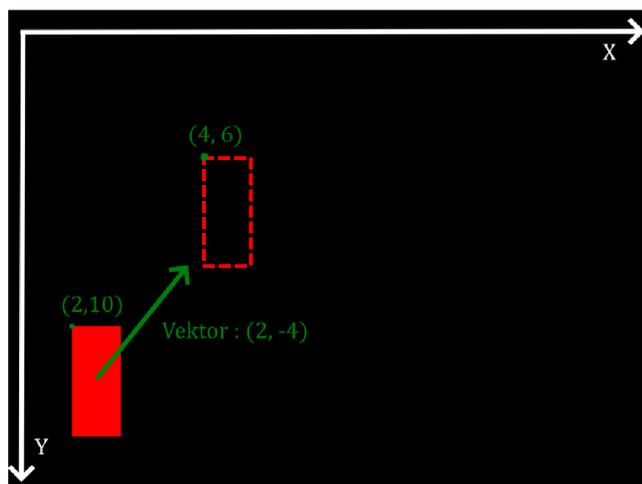 X
(4, 6)
(2,10)
Vektor : (2, -4)
Y